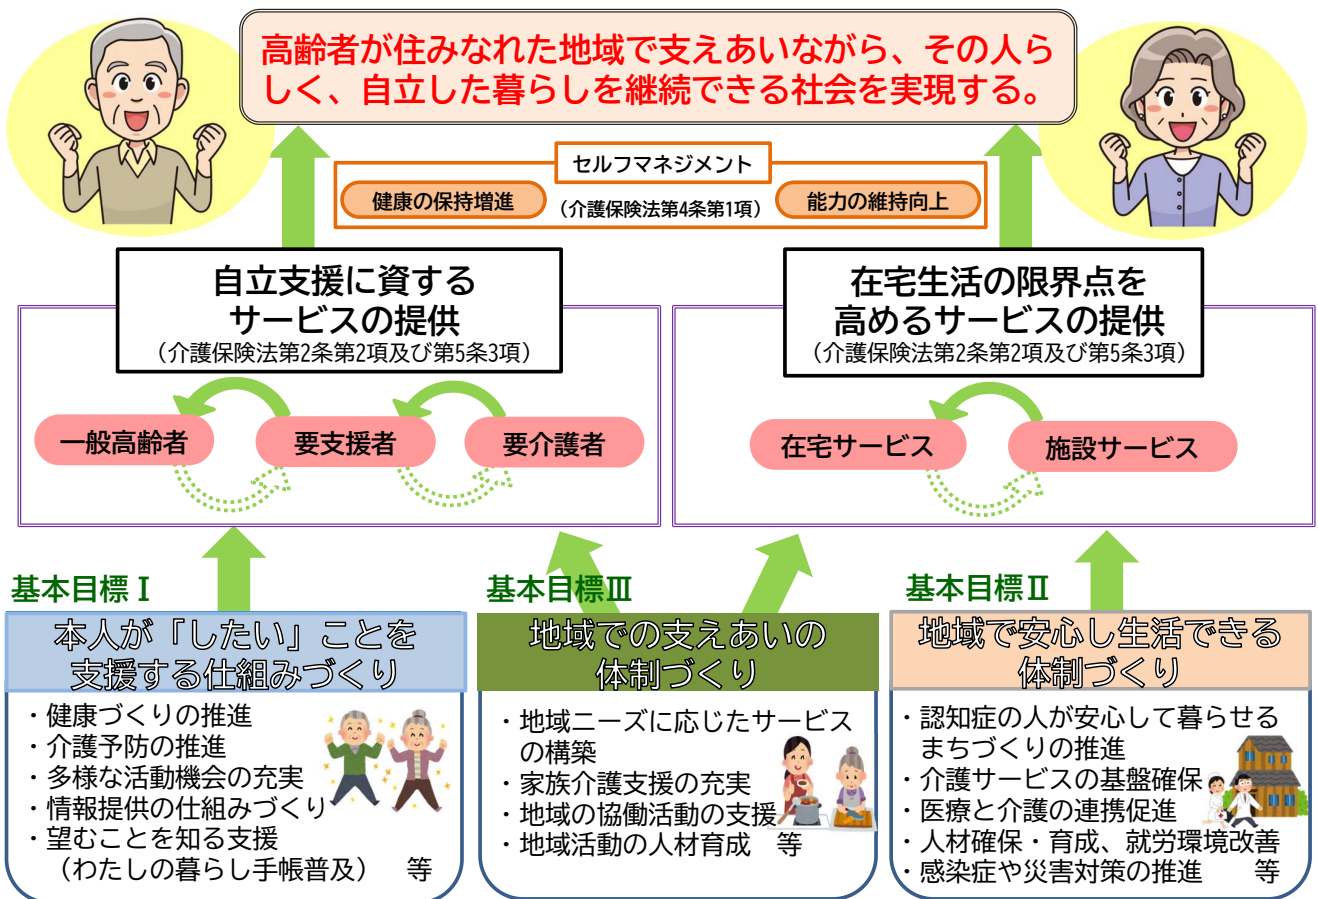 高齢者が住みなれた地域で支えあいながら、その人ら
しく、自立した暮らしを継続できる社会を実現する。
セルフマネジメント
健康の保持増進
（介護保険法第4条第1項）
能力の維持向上
自立支援に資する
サービスの提供
（介護保険法第2条第2項及び第5条3項）
在宅生活の限界点を
高めるサービスの提供
（介護保険法第2条第2項及び第5条3項）
一般高齢者
要支援者
要介護者
在宅サービス
施設サービス
基本目標Ⅰ
本人が「したい」ことを
支援する仕組みづくり
・健康づくりの推進
・介護予防の推進
・多様な活動機会の充実
・情報提供の仕組みづくり
・望むことを知る支援
（わたしの暮らし手帳普及）　等
基本目標Ⅲ
地域での支えあいの
体制づくり
・地域ニーズに応じたサービス
の構築
・家族介護支援の充実
・地域の協働活動の支援
・地域活動の人材育成　等
基本目標Ⅱ
地域で安心し生活できる
体制づくり
・認知症の人が安心して暮らせる
まちづくりの推進
・介護サービスの基盤確保
・医療と介護の連携促進
・人材確保・育成、就労環境改善
・感染症や災害対策の推進　　等